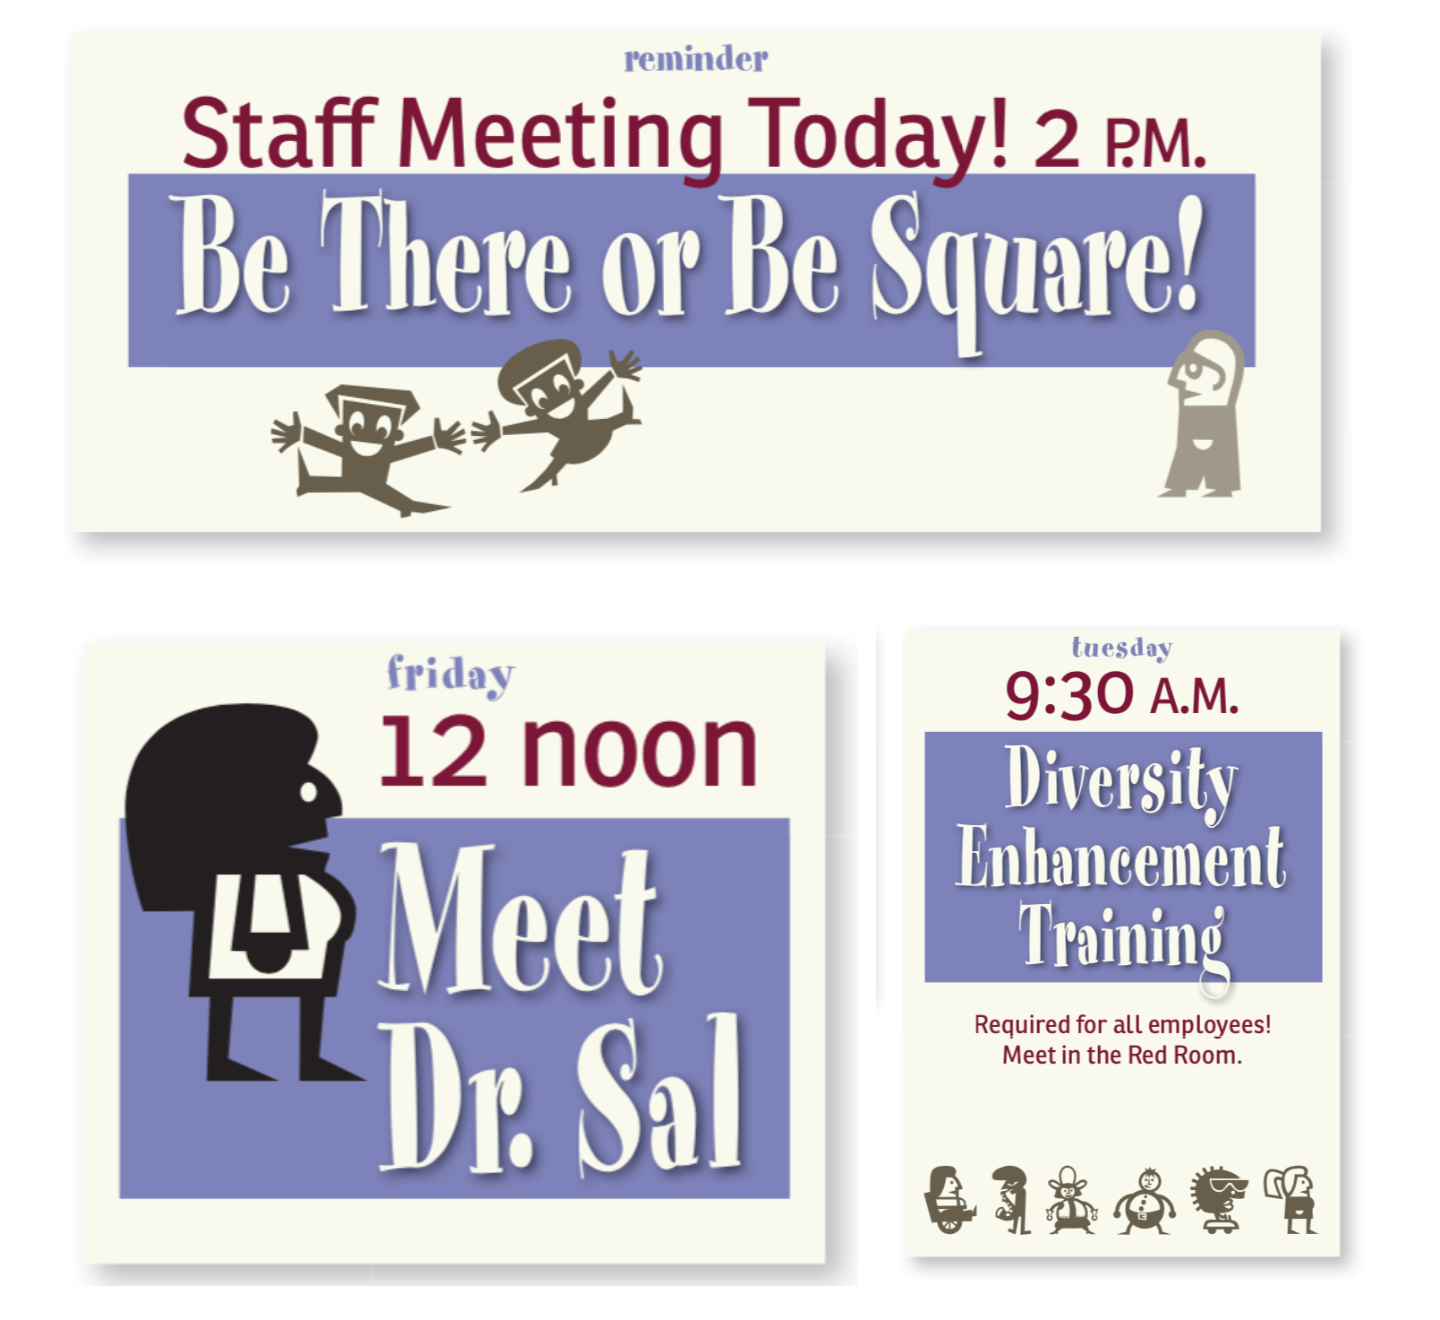 reminder
Staff Meeting Today! 2 P.M.
Be There or Be Square!
friday
12 noon
Meet
Dr. Sal
tuesday
9:30 A.M.
Diversity
Enhancement
Training
Required for all employees!
Meet in the Red Room.